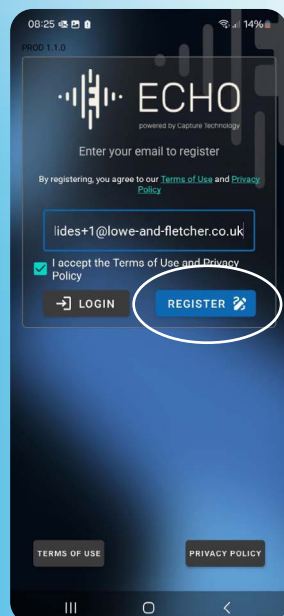 08:25 14%
PROD 1.1.0
ECHO
powered by Capture Technology
Enter your email to register
By registering, you agree to our Terms of Use and Privacy
Policy
lides+1@lowe-and-fletcher.co.uk
I accept the Terms of Use and Privacy
Policy
LOGIN REGISTER
TERMS OF USE PRIVACY POLICY